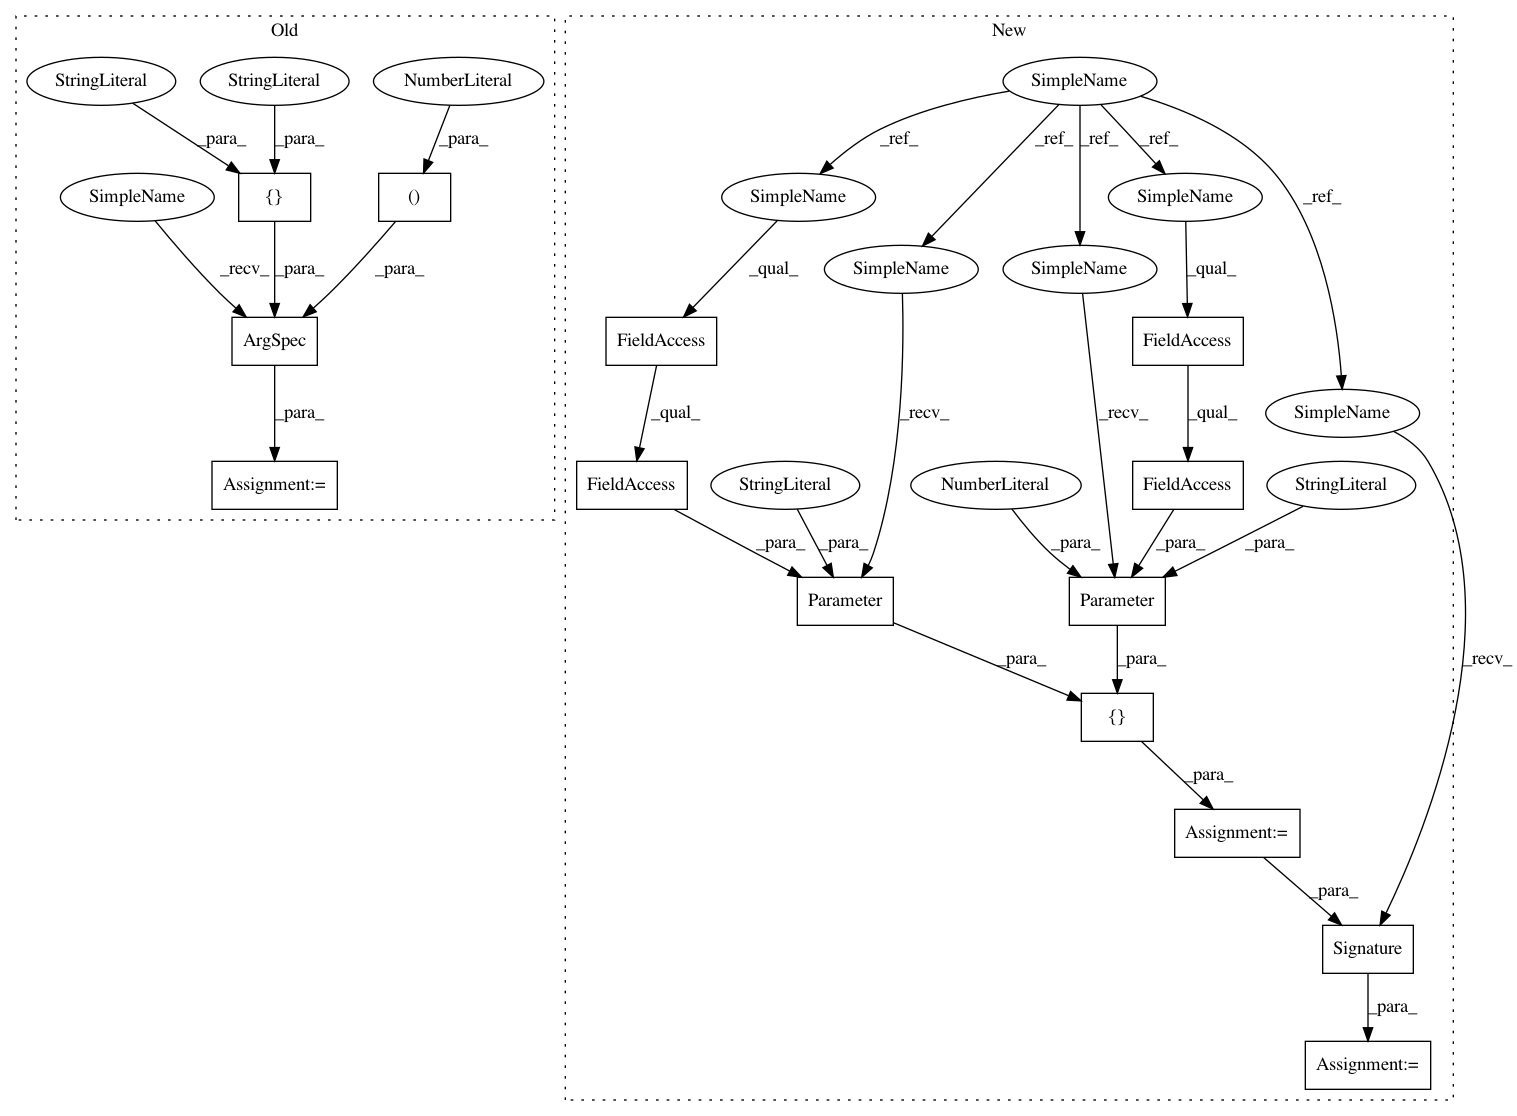 Old
New
StringLiteral
StringLiteral
NumberLiteral
SimpleName
_para_
_para_
_para_
_ref_
_ref_
_ref_
_ref_
SimpleName
{}
()
SimpleName
SimpleName
_ref_
_recv_
_para_
_para_
_qual_
SimpleName
SimpleName
_qual_
ArgSpec
FieldAccess
FieldAccess
_para_
_qual_
_recv_
_recv_
_qual_
SimpleName
Assignment:=
FieldAccess
StringLiteral
NumberLiteral
FieldAccess
StringLiteral
_para_
_para_
_para_
_para_
_para_
Parameter
Parameter
_para_
_para_
_recv_
{}
_para_
Assignment:=
_para_
Signature
_para_
Assignment:=